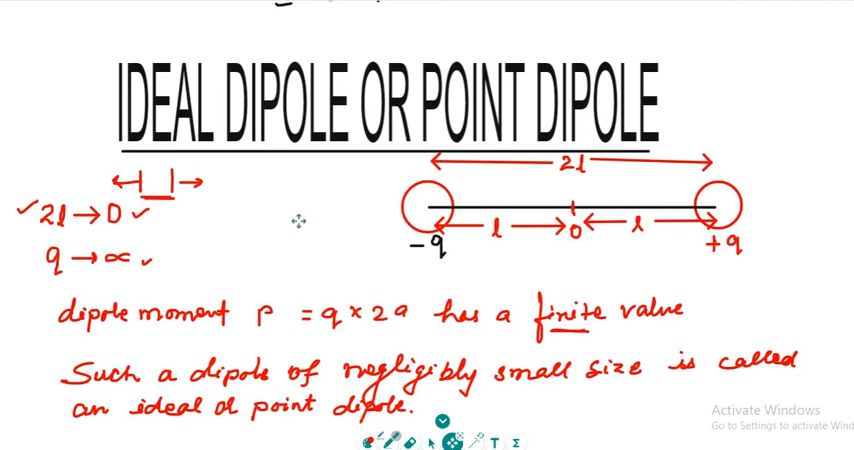 IDEAL DIPOLE OR POINT DIPOLE
2l
2l → 0
l
0
l
-q
+q
q → ∝
dipole moment P = q × 2a has a finite value
Such a dipole of negligibly small size is called
an ideal or point dipole.
Activate Windows
Go to Settings to activate Wind
T
Σ